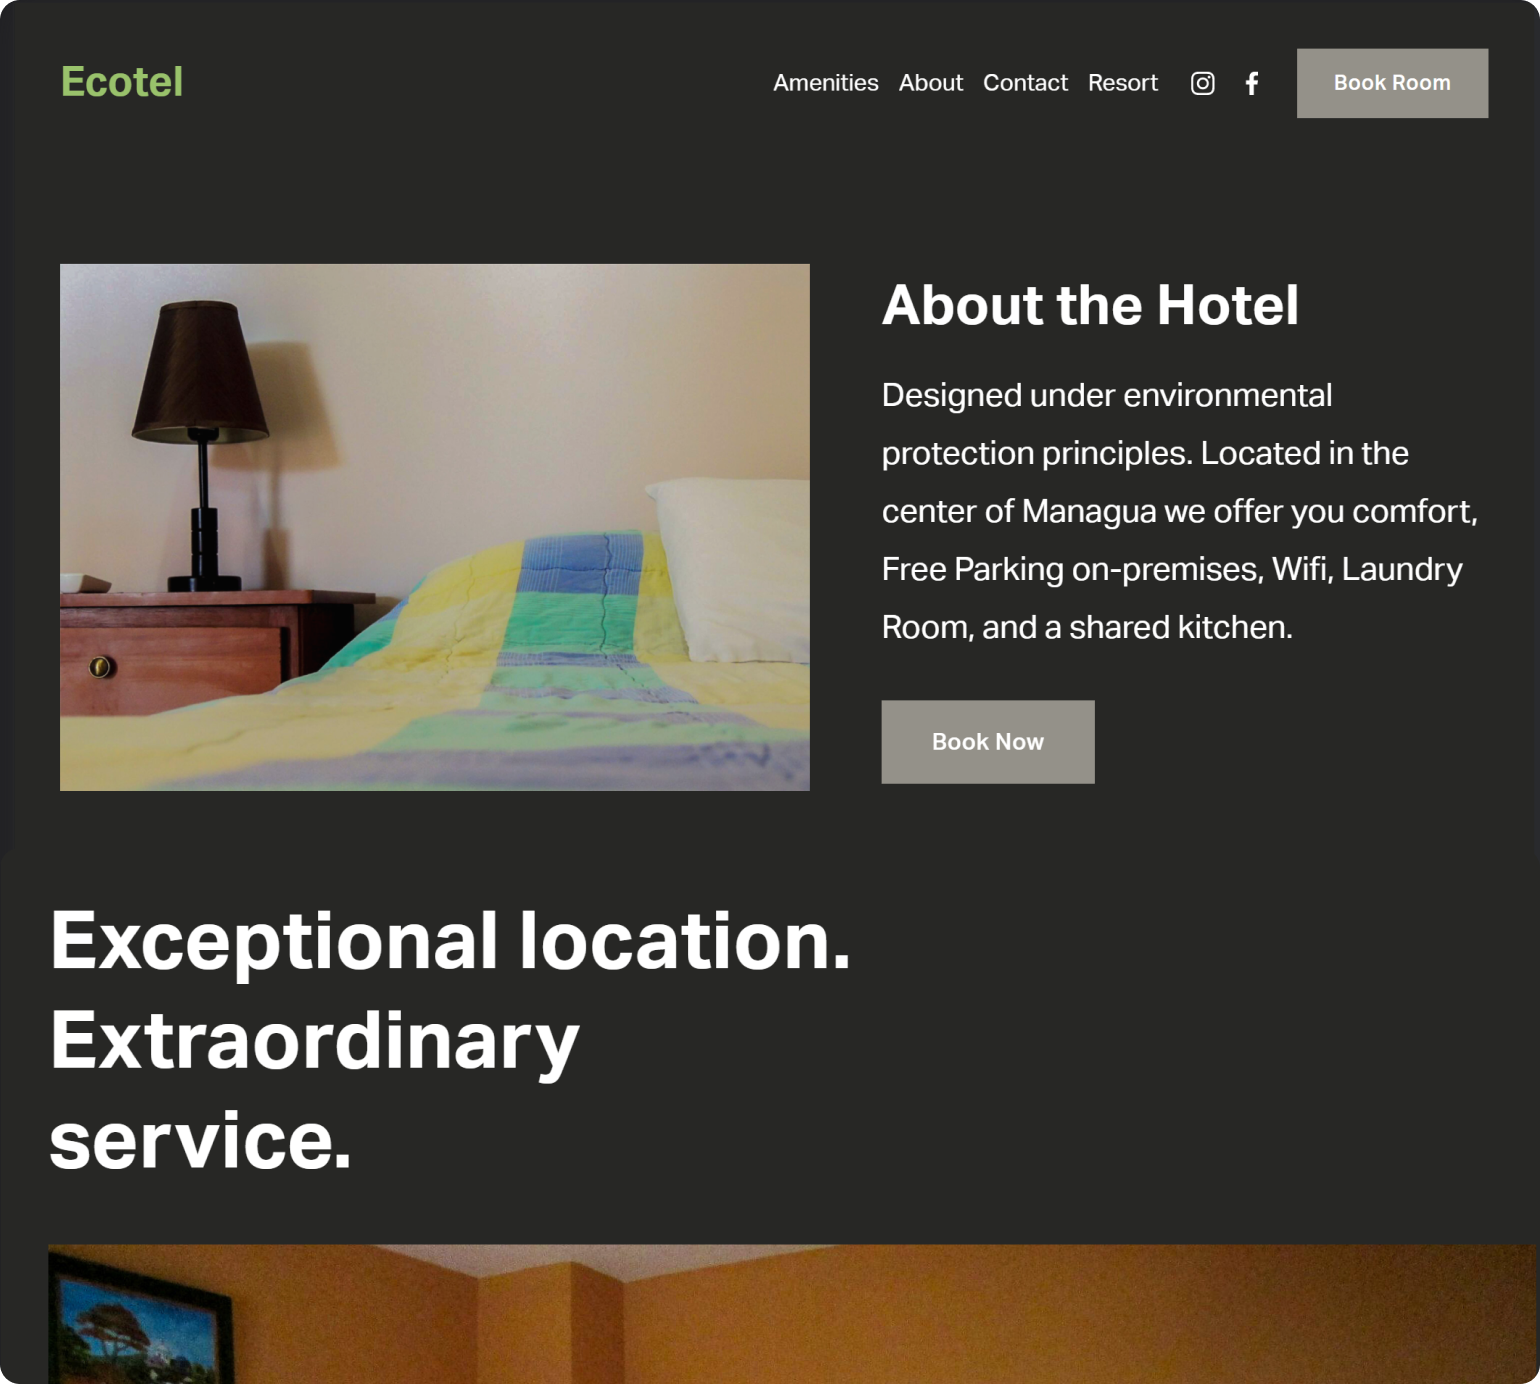 Ecotel
Amenities About Contact Resort Book Room
About the Hotel
Designed under environmental
protection principles. Located in the
center of Managua we offer you comfort,
Free Parking on-premises, Wifi, Laundry
Room, and a shared kitchen.
Book Now
Exceptional location.
Extraordinary
service.